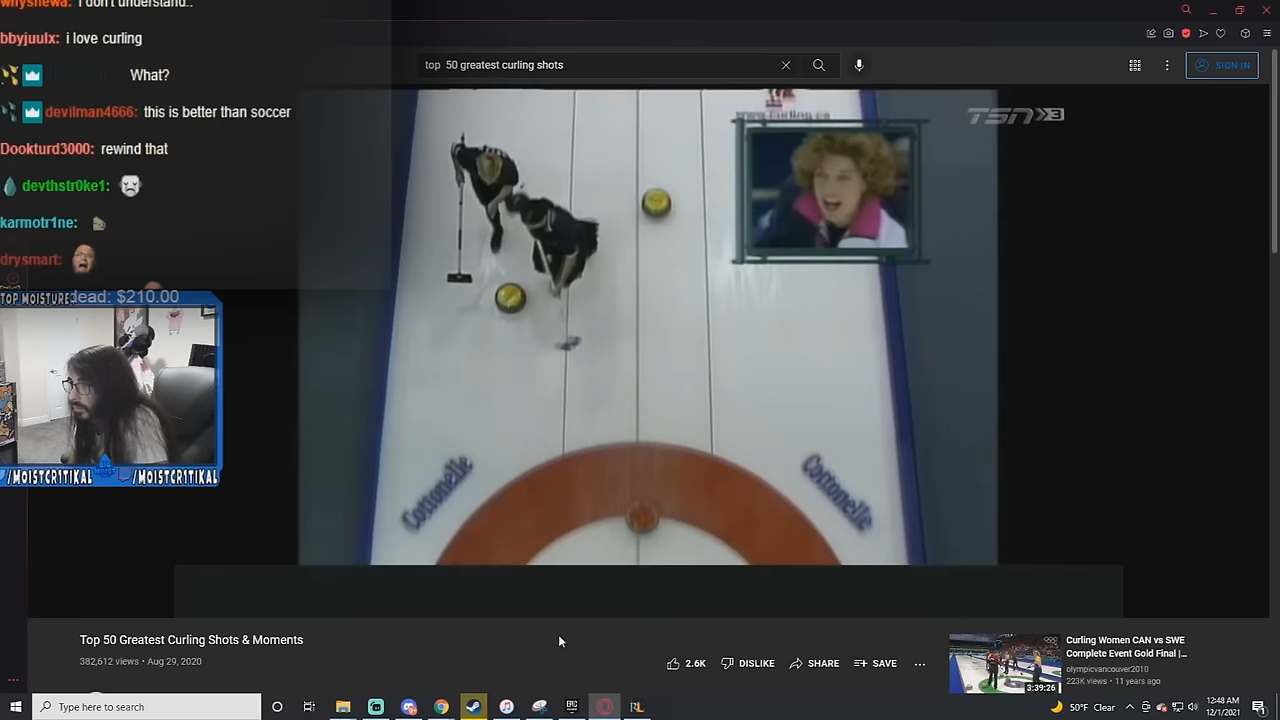 whyshewa: I don't understand..
bbyjuulx: i love curling
What?
devilman4666: this is better than soccer
Dookturd3000: rewind that
devthstr0ke1:
karmotr1ne:
drysmart:
TOP MOISTURE
lead: $210.00
/MOISTCR1TIKAL
/MOISTCR1TIKAL
top 50 greatest curling shots
SIGN IN
TSN 3
Cottonelle
Cottonelle
Top 50 Greatest Curling Shots & Moments
382,612 views • Aug 29, 2020
2.6K
DISLIKE
SHARE
SAVE
Curling Women CAN vs SWE
Complete Event Gold Final |...
olympicvancouver2010
223K views • 11 years ago
3:39:26
Type here to search
EPIC
RL
50°F Clear
12:48 AM
12/1/2021